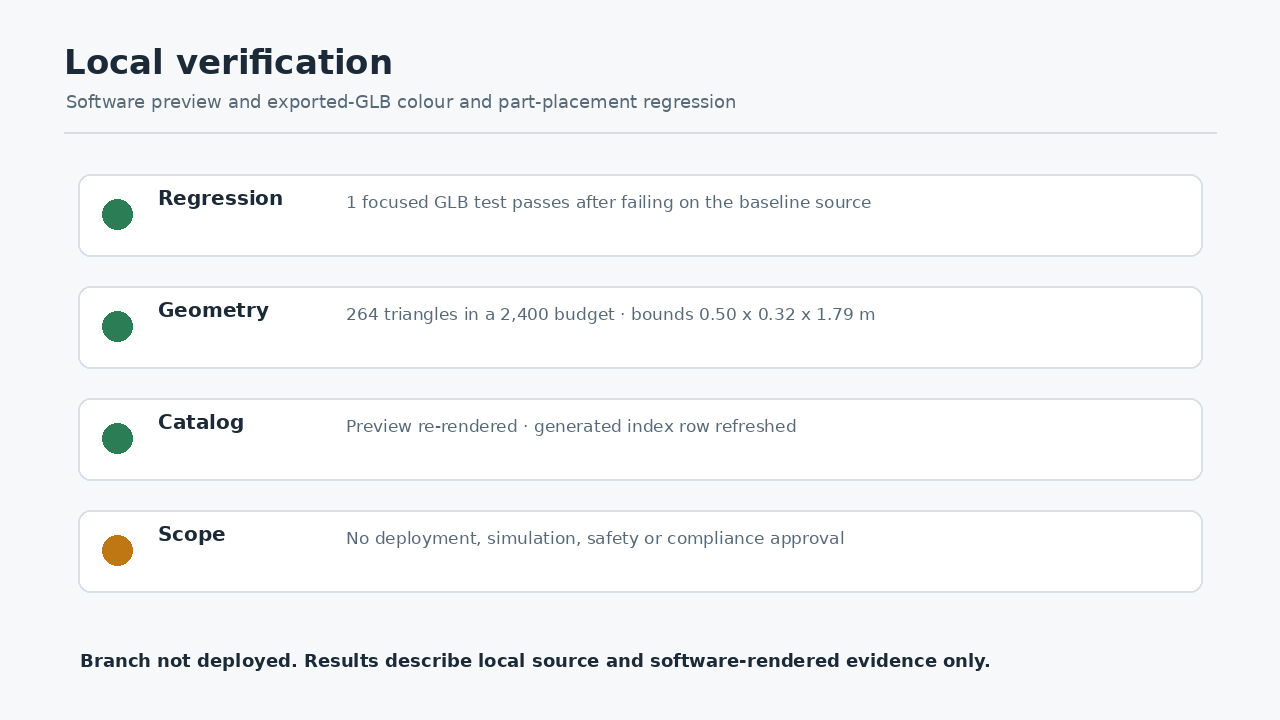 Local verification
Software preview and exported-GLB colour and part-placement regression
Regression
1 focused GLB test passes after failing on the baseline source
Geometry
264 triangles in a 2,400 budget · bounds 0.50 x 0.32 x 1.79 m
Catalog
Preview re-rendered · generated index row refreshed
Scope
No deployment, simulation, safety or compliance approval
Branch not deployed. Results describe local source and software-rendered evidence only.